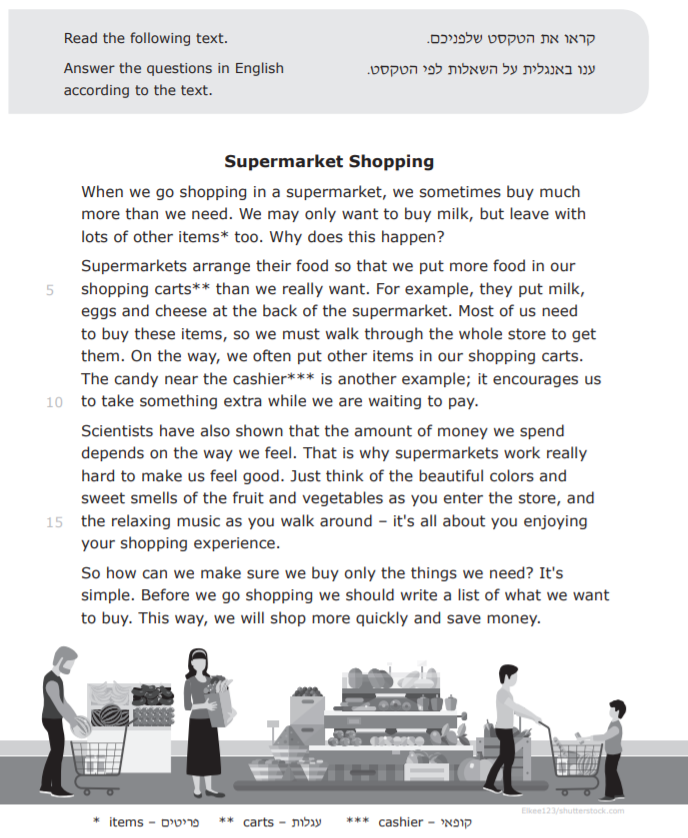 Read the following text.
קראו את הטקסט שלפניכם.
Answer the questions in English
according to the text.
ענו באנגלית על השאלות לפי הטקסט.
Supermarket Shopping
When we go shopping in a supermarket, we sometimes buy much
more than we need. We may only want to buy milk, but leave with
lots of other items* too. Why does this happen?
Supermarkets arrange their food so that we put more food in our
5 shopping carts** than we really want. For example, they put milk,
eggs and cheese at the back of the supermarket. Most of us need
to buy these items, so we must walk through the whole store to get
them. On the way, we often put other items in our shopping carts.
The candy near the cashier*** is another example; it encourages us
10 to take something extra while we are waiting to pay.
Scientists have also shown that the amount of money we spend
depends on the way we feel. That is why supermarkets work really
hard to make us feel good. Just think of the beautiful colors and
sweet smells of the fruit and vegetables as you enter the store, and
15 the relaxing music as you walk around – it's all about you enjoying
your shopping experience.
So how can we make sure we buy only the things we need? It's
simple. Before we go shopping we should write a list of what we want
to buy. This way, we will shop more quickly and save money.
Elkee123/shutterstock.com
* items – פריטים ** carts – עגלות *** cashier – קופאי